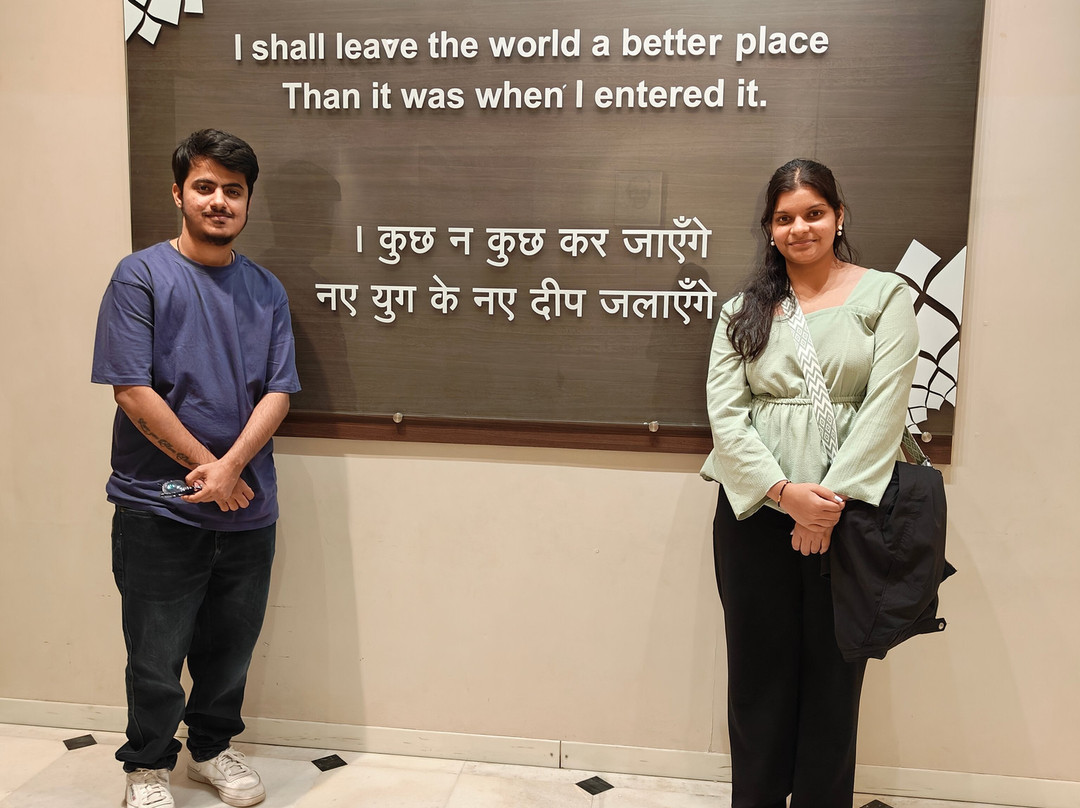 I shall leave the world a better place
Than it was when I entered it.
। कुछ न कुछ कर जाएँगे
नए युग के नए दीप जलाएँगे